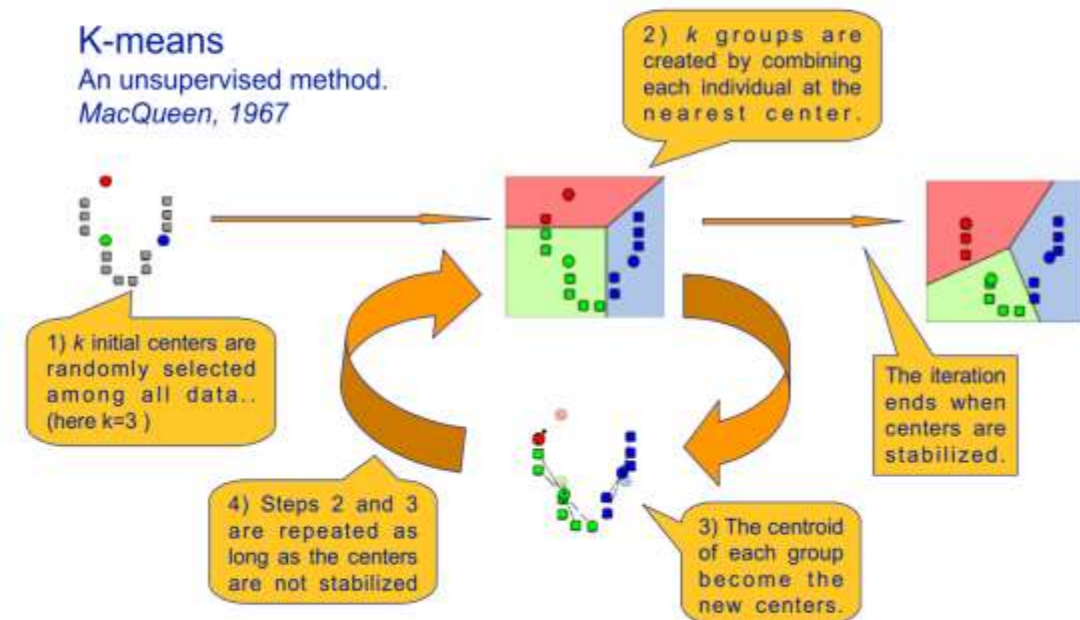 K-means
An unsupervised method.
MacQueen, 1967
1) k initial centers are
randomly selected
among all data..
(here k=3 )
2) k groups are
created by combining
each individual at the
nearest center.
3) The centroid
of each group
become the
new centers.
4) Steps 2 and 3
are repeated as
long as the centers
are not stabilized
The iteration
ends when
centers are
stabilized.